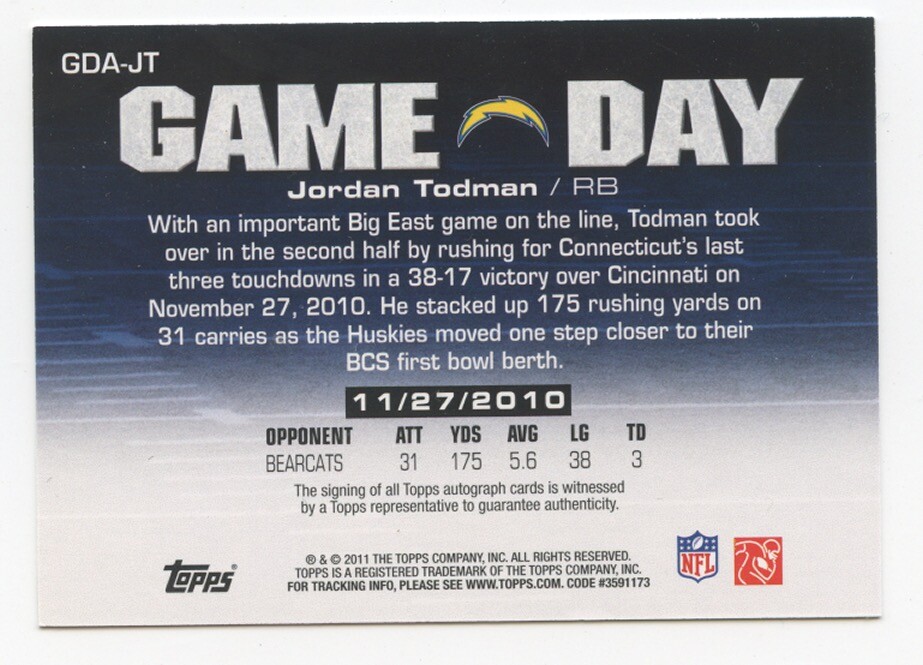 GDA-JT
GAME DAY
Jordan Todman / RB
With an important Big East game on the line, Todman took
over in the second half by rushing for Connecticut's last
three touchdowns in a 38-17 victory over Cincinnati on
November 27, 2010. He stacked up 175 rushing yards on
31 carries as the Huskies moved one step closer to their
BCS first bowl berth.
11/27/2010
OPPONENT ATT YDS AVG LG TD
BEARCATS 31 175 5.6 38 3
The signing of all Topps autograph cards is witnessed
by a Topps representative to guarantee authenticity.
topps®
® & © 2011 THE TOPPS COMPANY, INC. ALL RIGHTS RESERVED.
TOPPS IS A REGISTERED TRADEMARK OF THE TOPPS COMPANY, INC.
FOR TRACKING INFO, PLEASE SEE WWW.TOPPS.COM. CODE #3591173
NFL